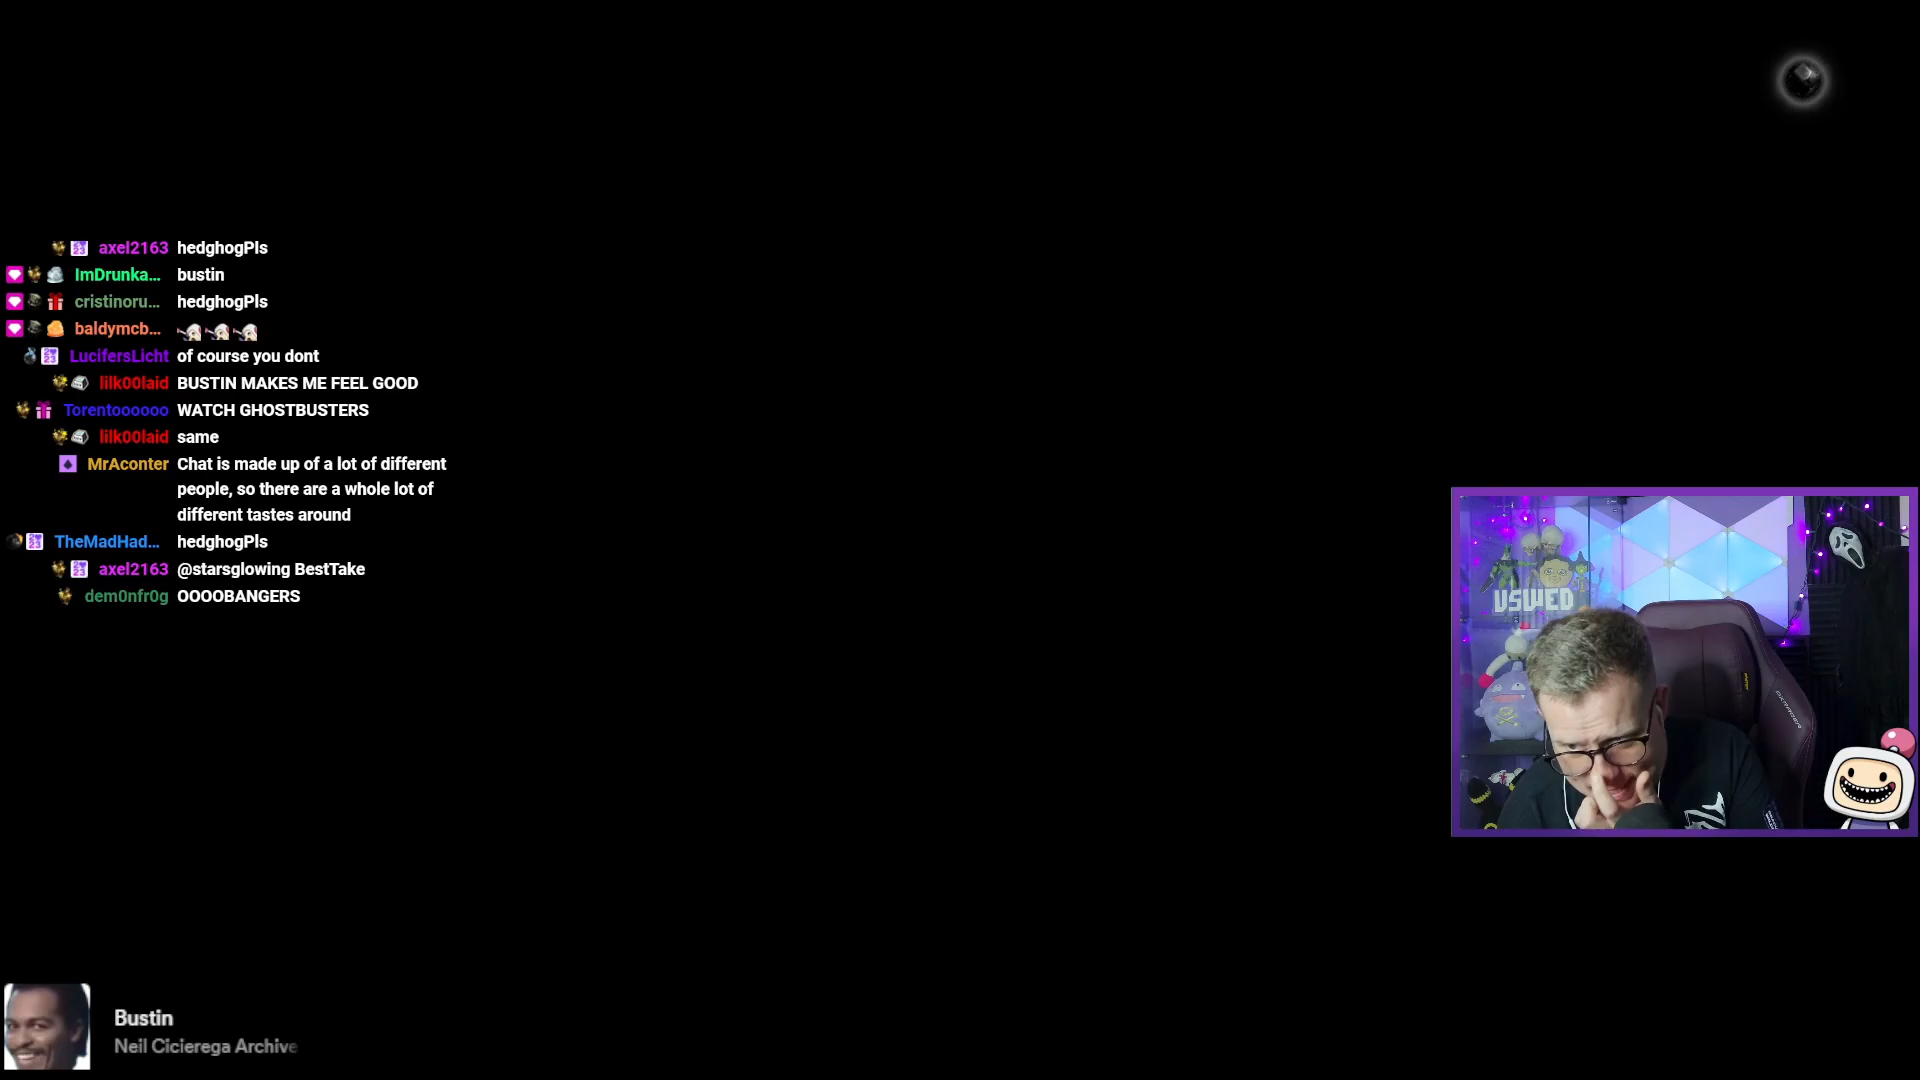 axel2163 hedghogPls
ImDrunka... bustin
cristinoru... hedghogPls
baldymcb...
LucifersLicht of course you dont
lilk00laid BUSTIN MAKES ME FEEL GOOD
Torentoooooo WATCH GHOSTBUSTERS
lilk00laid same
MrAconter Chat is made up of a lot of different
people, so there are a whole lot of
different tastes around
TheMadHad... hedghogPls
axel2163 @starsglowing BestTake
dem0nfr0g OOOOBANGERS
USWED
DXRACER
Bustin
Neil Cicierega Archive